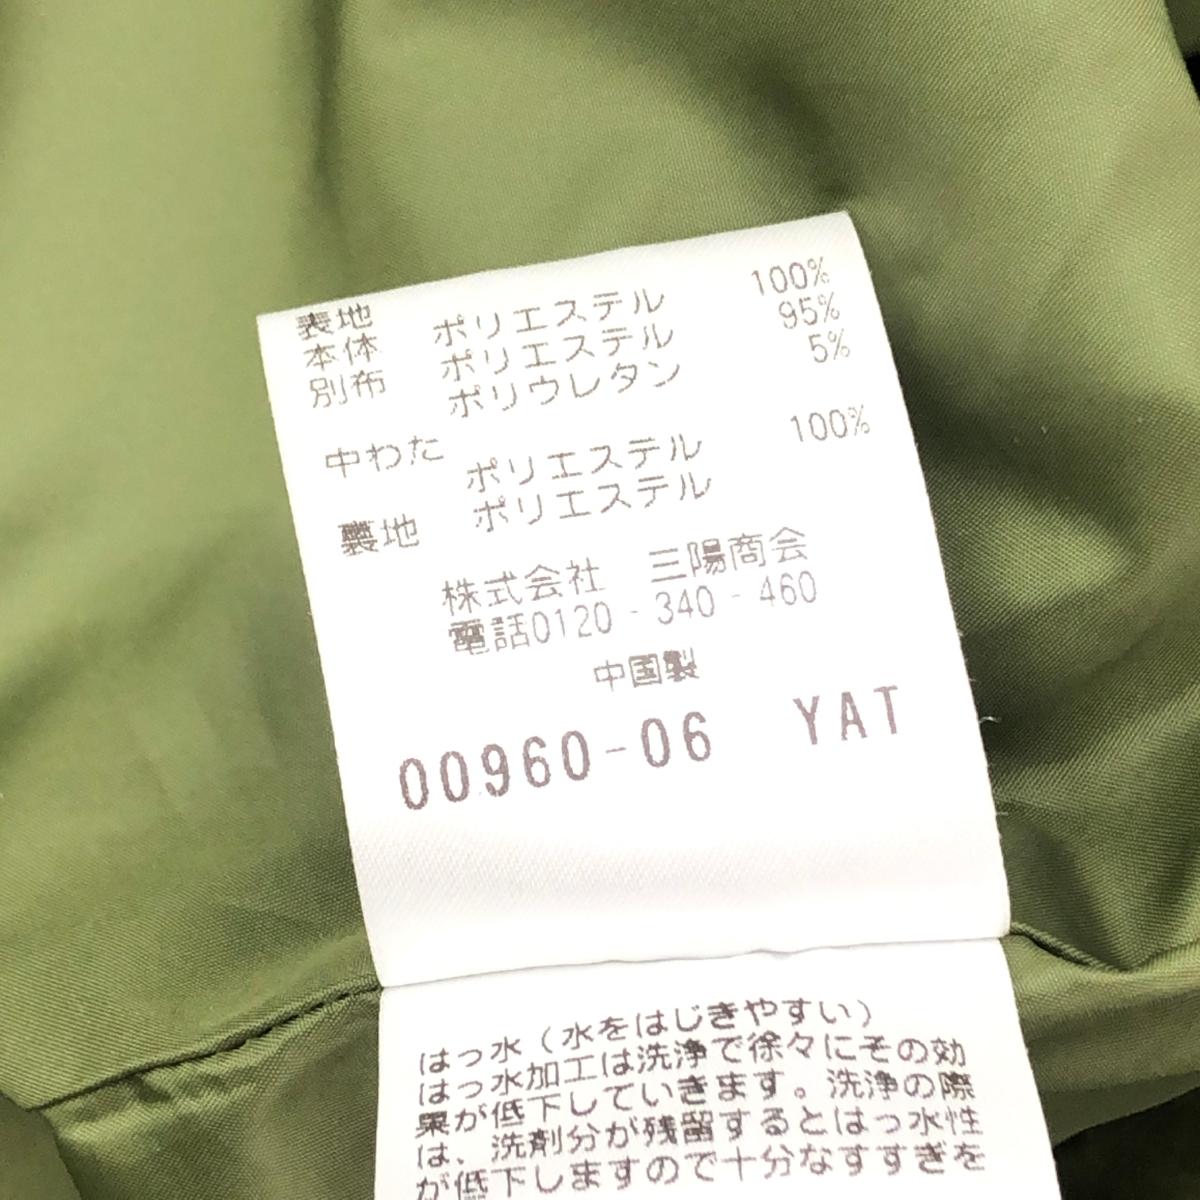 表地
本体 ポリエステル 100%
別布 ポリエステル 95%
ポリウレタン 5%
中わた
ポリエステル 100%
裏地 ポリエステル
株式会社 三陽商会
電話0120-340-460
中国製
00960-06 YAT
はっ水(水をはじきやすい)
はっ水加工は洗浄で徐々にその効
果が低下していきます。洗浄の際
は、洗剤分が残留するとはっ水性
が低下しますので十分なすすぎを